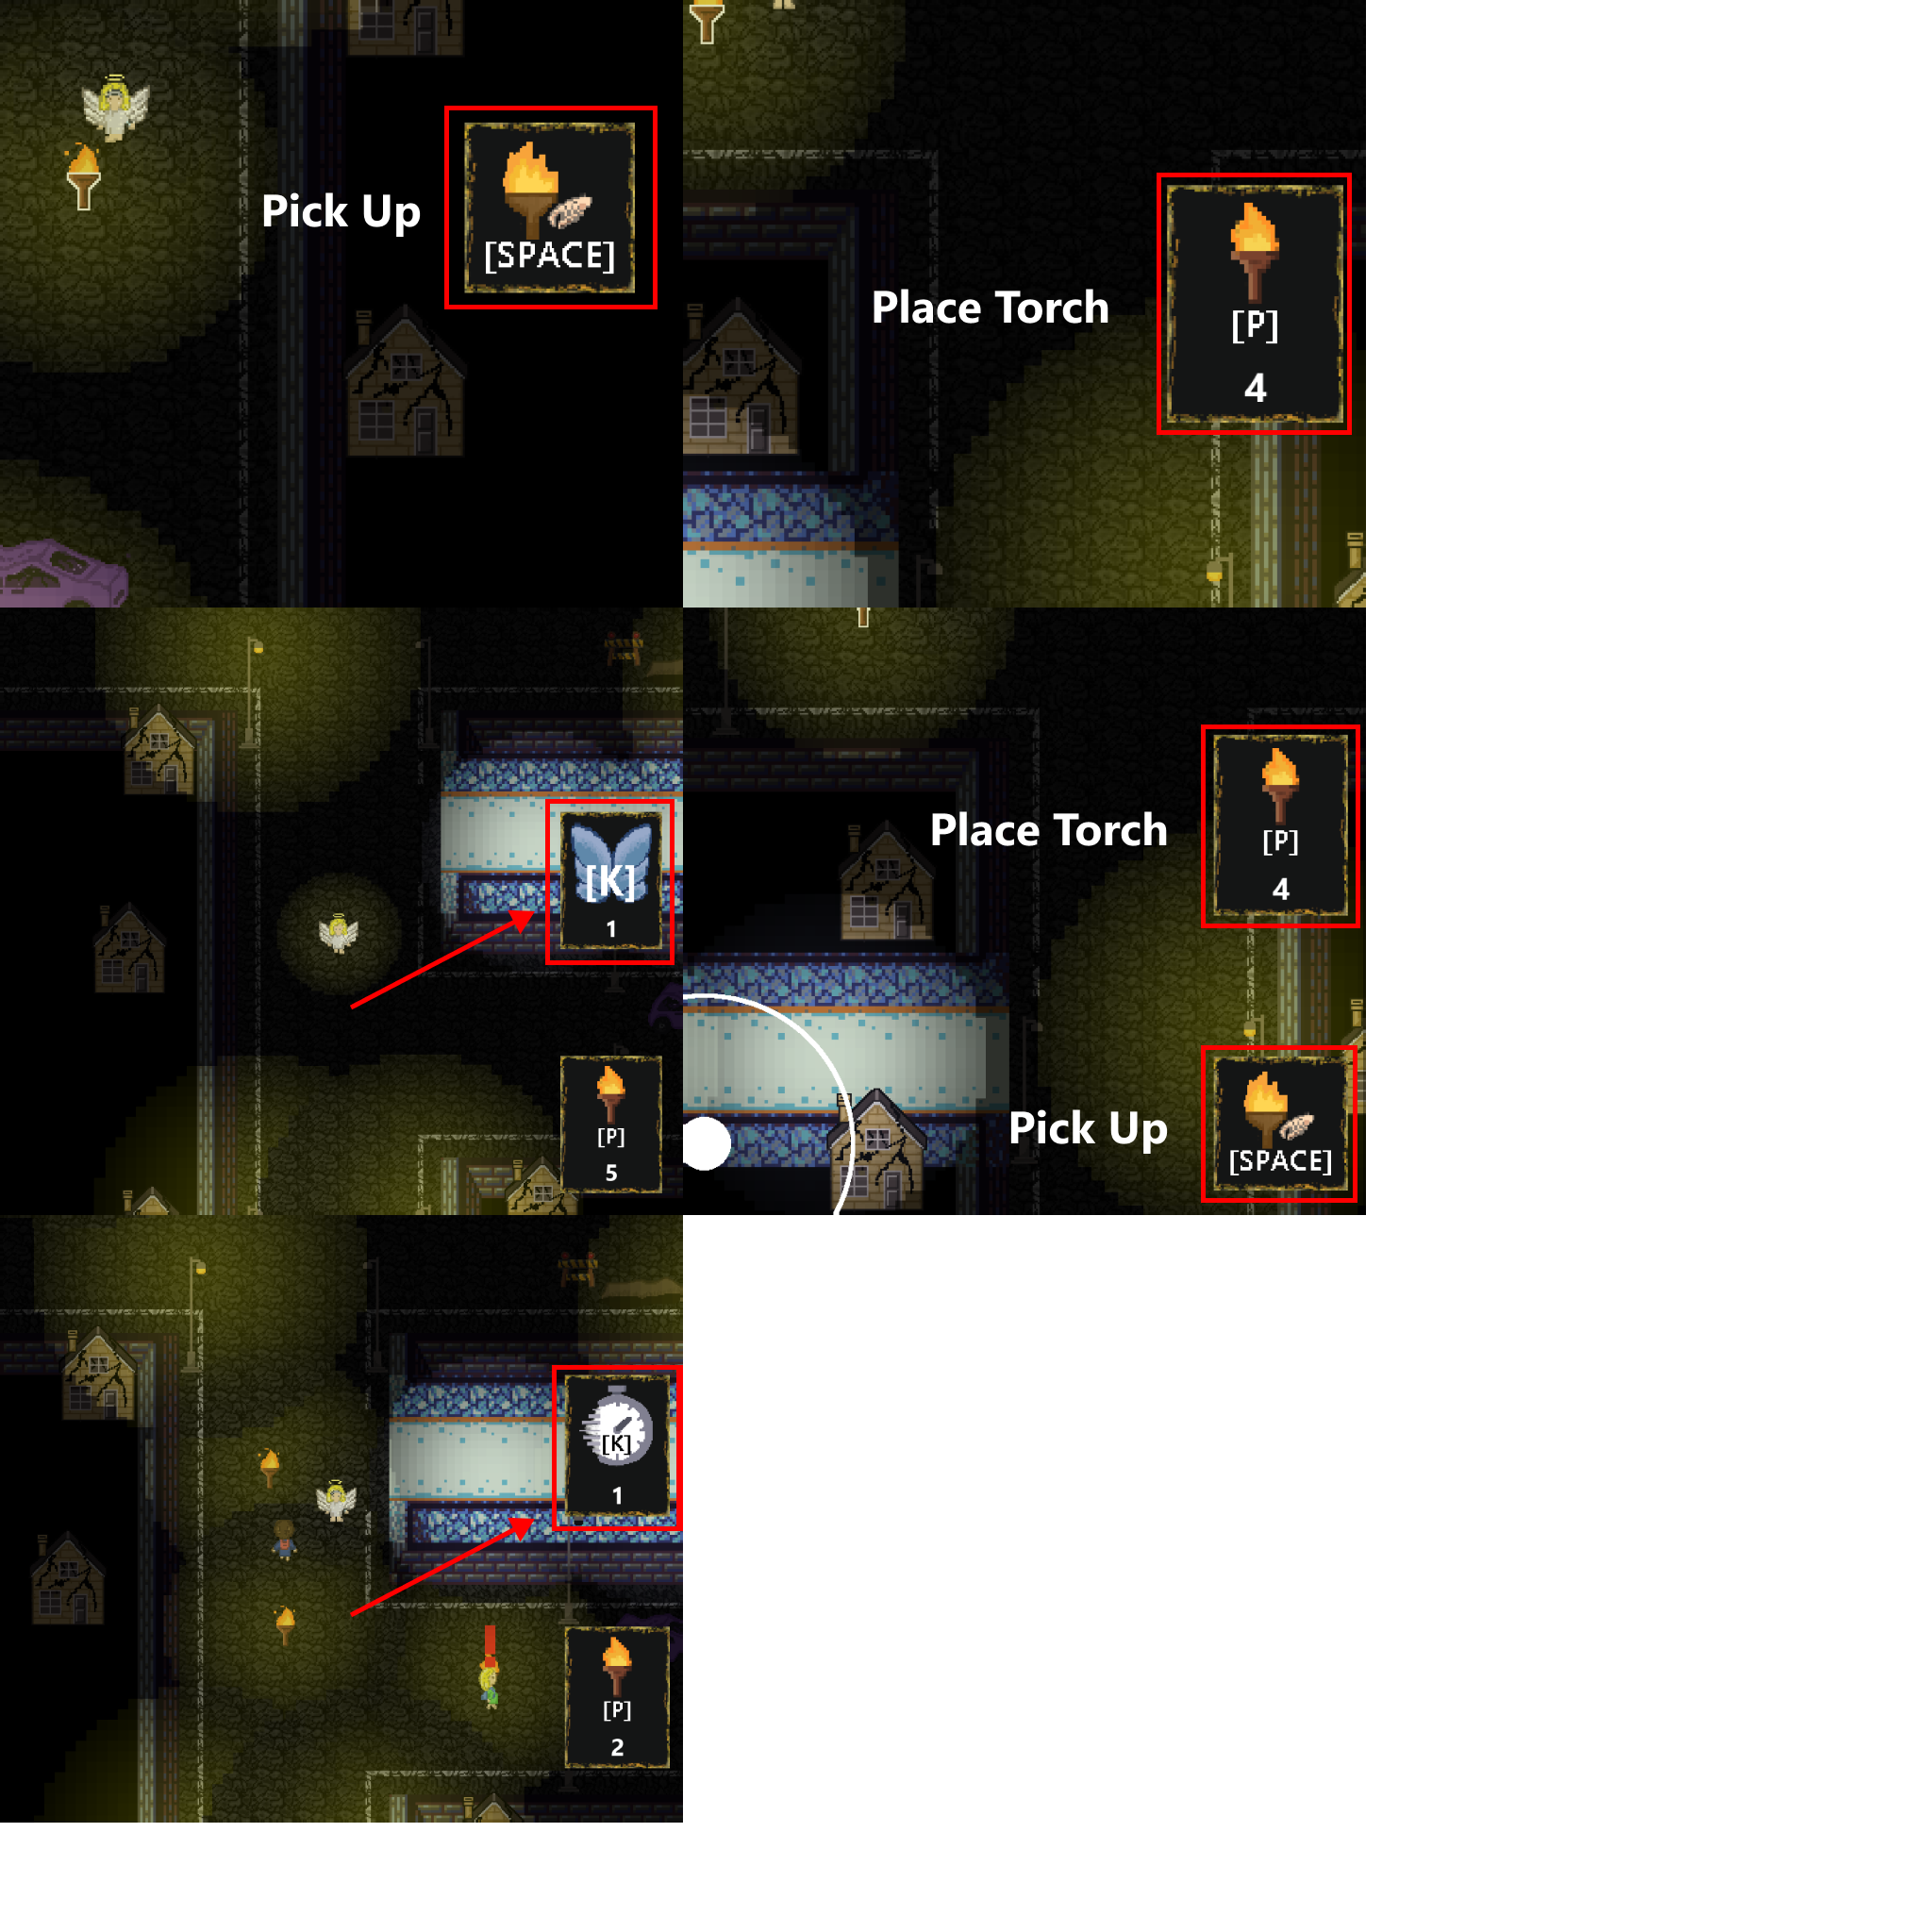 Pick Up
[SPACE]
Place Torch
[P]
4
[K]
1
[P]
5
Place Torch
[P]
4
Pick Up
[SPACE]
[K]
1
[P]
2